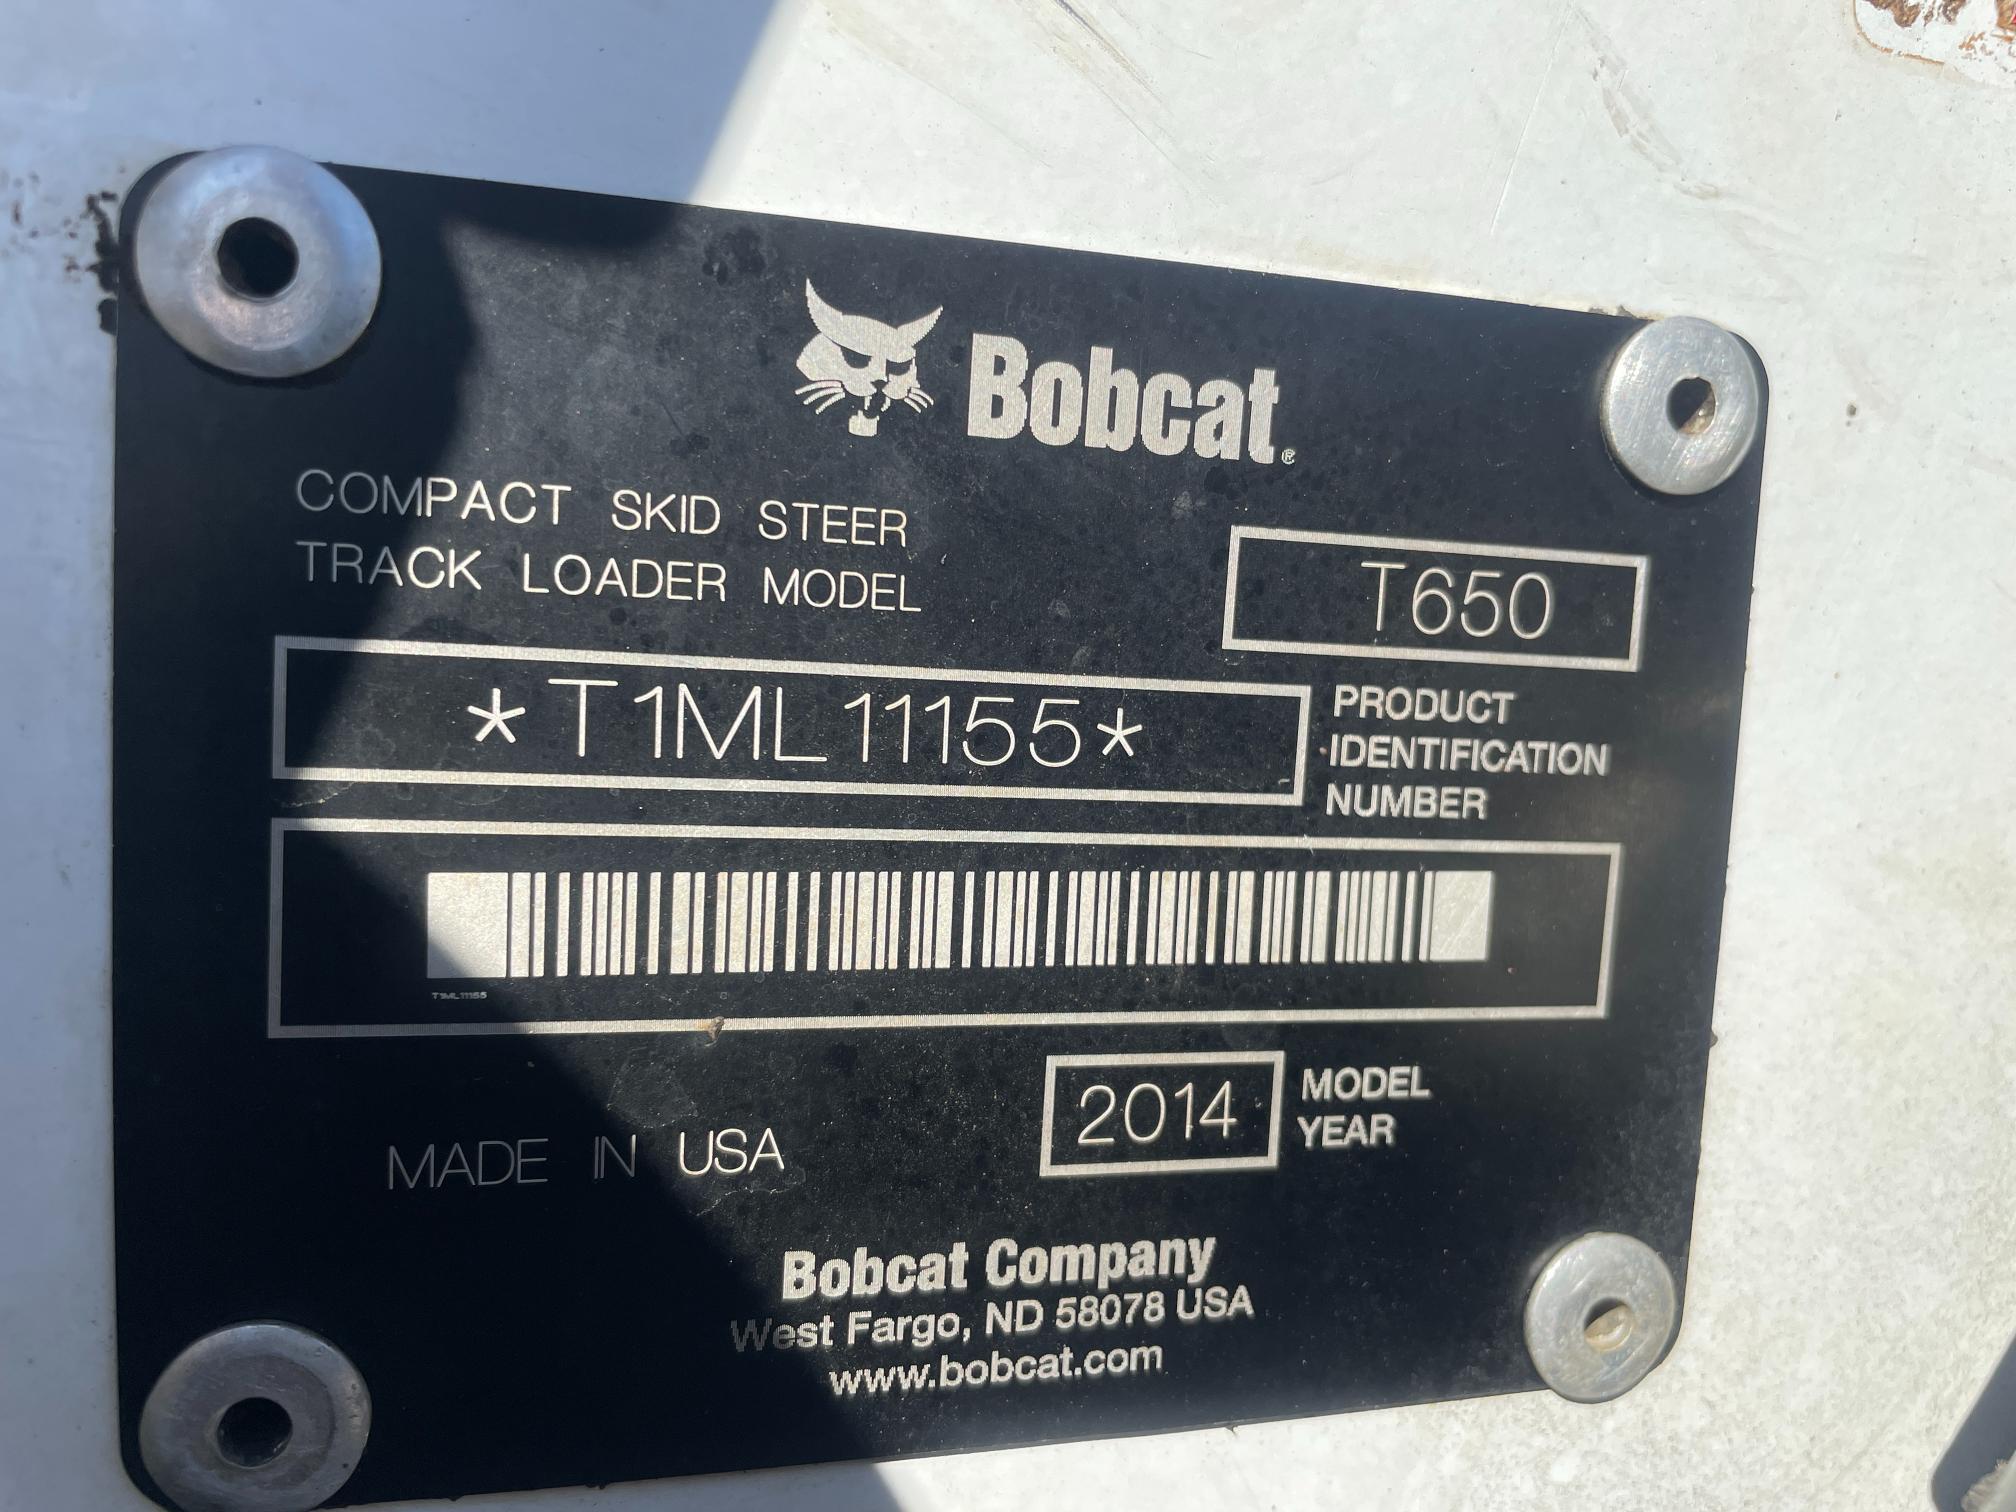 Bobcat®
COMPACT SKID STEER
TRACK LOADER MODEL
T650
*T1ML11155*
PRODUCT
IDENTIFICATION
NUMBER
T1ML11155
MADE IN USA
2014
MODEL
YEAR
Bobcat Company
West Fargo, ND 58078 USA
www.bobcat.com